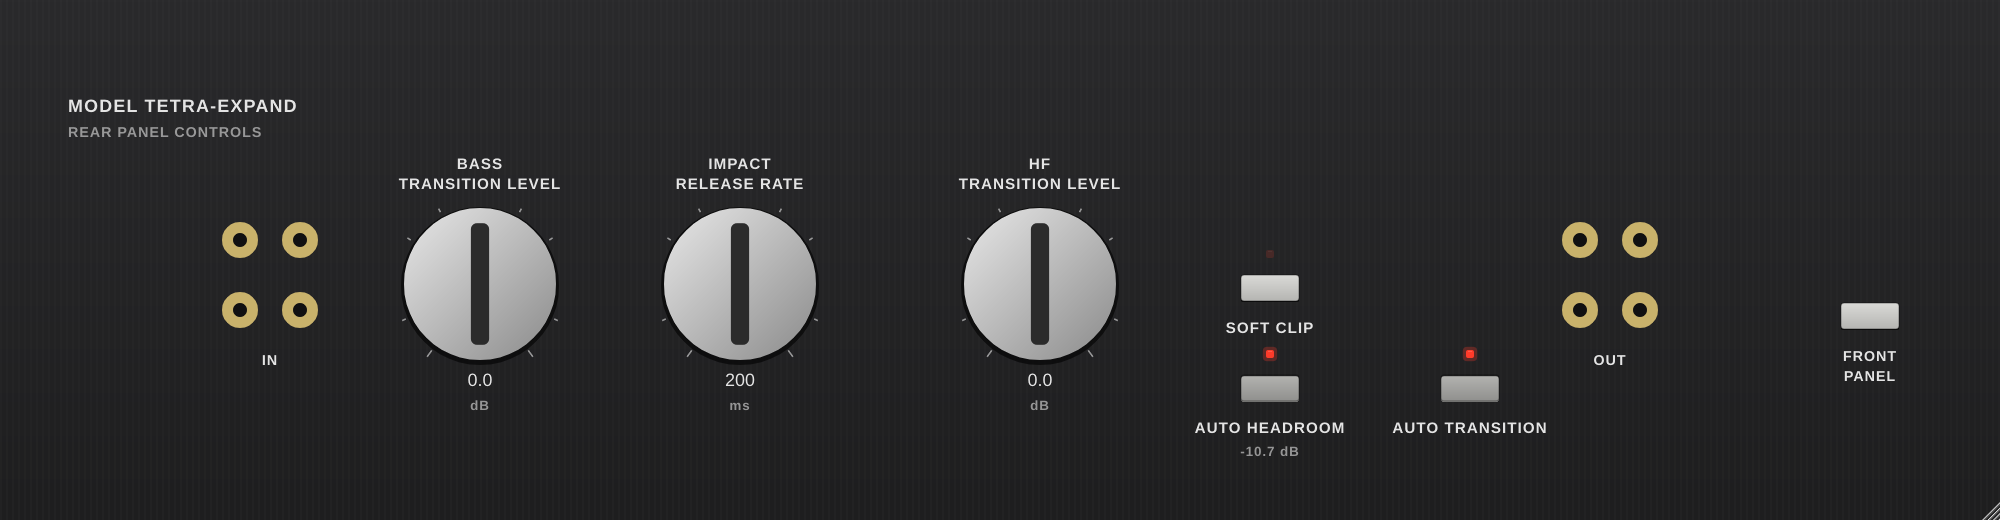 MODEL TETRA-EXPAND
REAR PANEL CONTROLS
BASS
TRANSITION LEVEL
0.0
dB
IMPACT
RELEASE RATE
200
ms
HF
TRANSITION LEVEL
0.0
dB
IN
SOFT CLIP
AUTO HEADROOM
-10.7 dB
AUTO TRANSITION
OUT
FRONT
PANEL